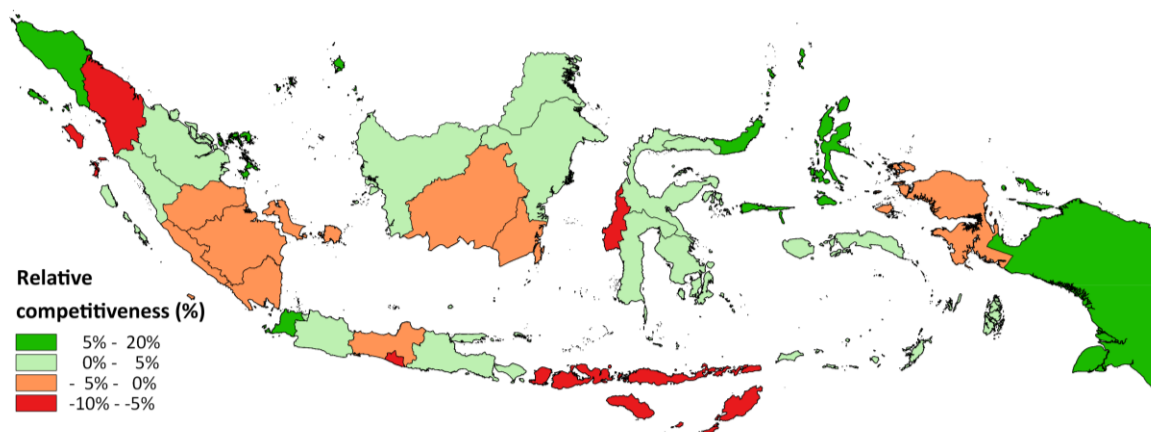 Relative
competitiveness (%)
5% - 20%
0% - 5%
- 5% - 0%
-10% - -5%